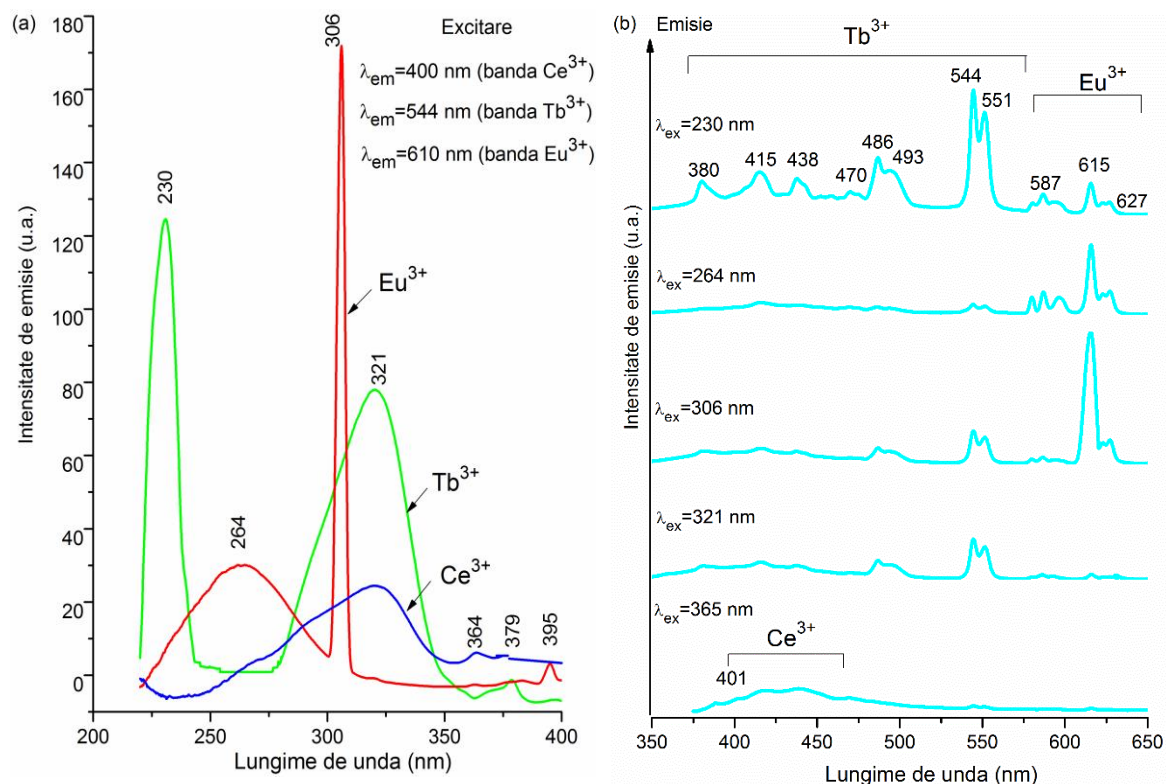 (a)
Excitare
λem=400 nm (banda Ce3+)
λem=544 nm (banda Tb3+)
λem=610 nm (banda Eu3+)
306
230
321
264
364
379
395
Eu3+
Tb3+
Ce3+
Intensitate de emisie (u.a.)
180
160
140
120
100
80
60
40
20
0
200
250
300
350
400
Lungime de unda (nm)
(b)
Emisie
Tb3+
Eu3+
λex=230 nm
380
415
438
470
486
493
544
551
587
615
627
λex=264 nm
λex=306 nm
λex=321 nm
λex=365 nm
Ce3+
401
Intensitate de emisie (u.a.)
350
400
450
500
550
600
650
Lungime de unda (nm)